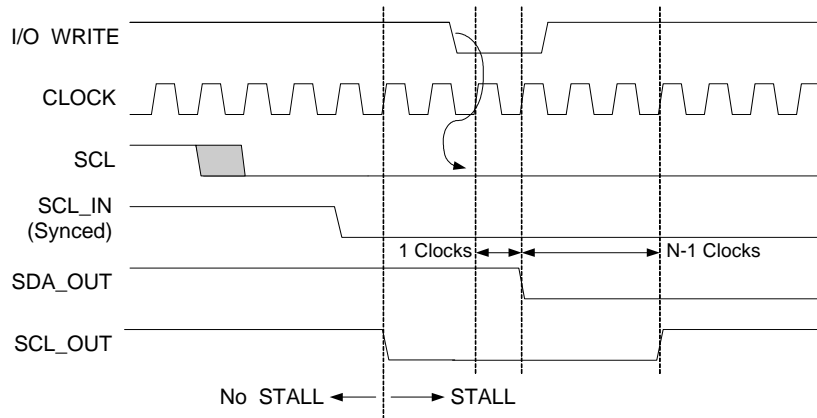 I/O WRITE
CLOCK
SCL
SCL_IN
(Synced)
1 Clocks
N-1 Clocks
SDA_OUT
SCL_OUT
No STALL
STALL